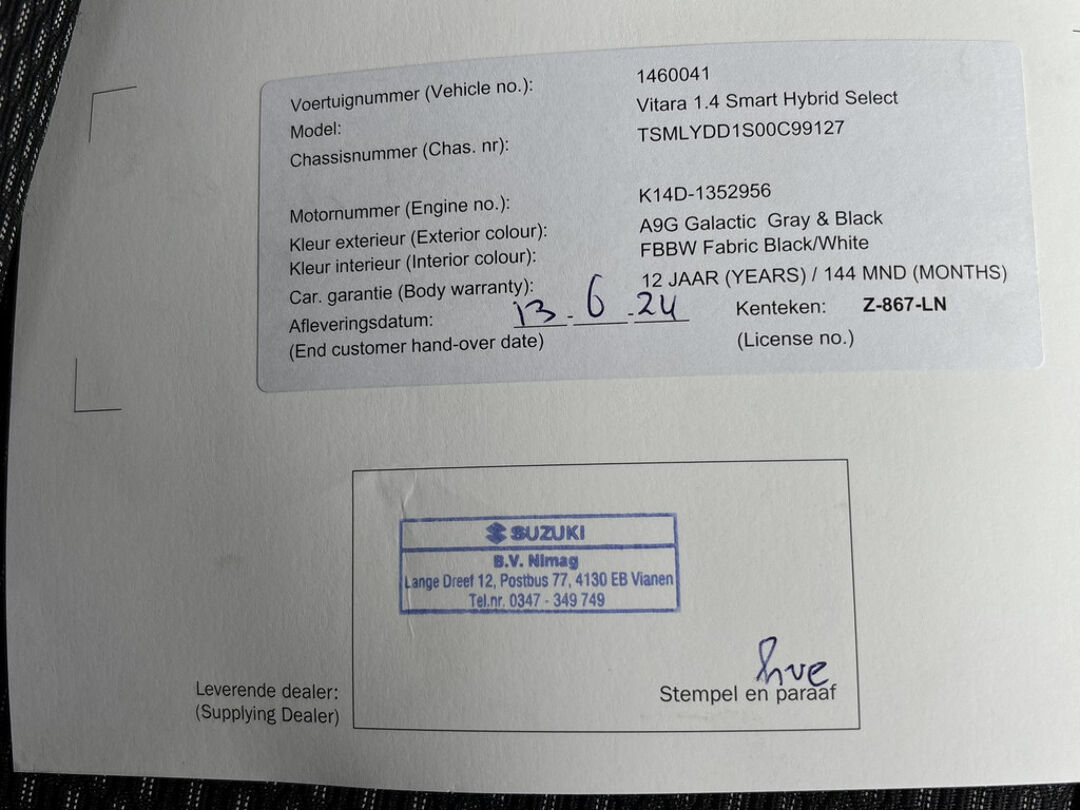 Voertuignummer (Vehicle no.): 1460041
Model: Vitara 1.4 Smart Hybrid Select
Chassisnummer (Chas. nr): TSMLYDD1S00C99127
Motornummer (Engine no.): K14D-1352956
Kleur exterieur (Exterior colour): A9G Galactic Gray & Black
Kleur interieur (Interior colour): FBBW Fabric Black/White
Car. garantie (Body warranty): 12 JAAR (YEARS) / 144 MND (MONTHS)
Afleveringsdatum: 13 - 6 - 24 Kenteken: Z-867-LN
(End customer hand-over date) (License no.)
SUZUKI
B.V. Nimag
Lange Dreef 12, Postbus 77, 4130 EB Vianen
Tel.nr. 0347 - 349 749
Leverende dealer:
(Supplying Dealer)
Stempel en paraaf